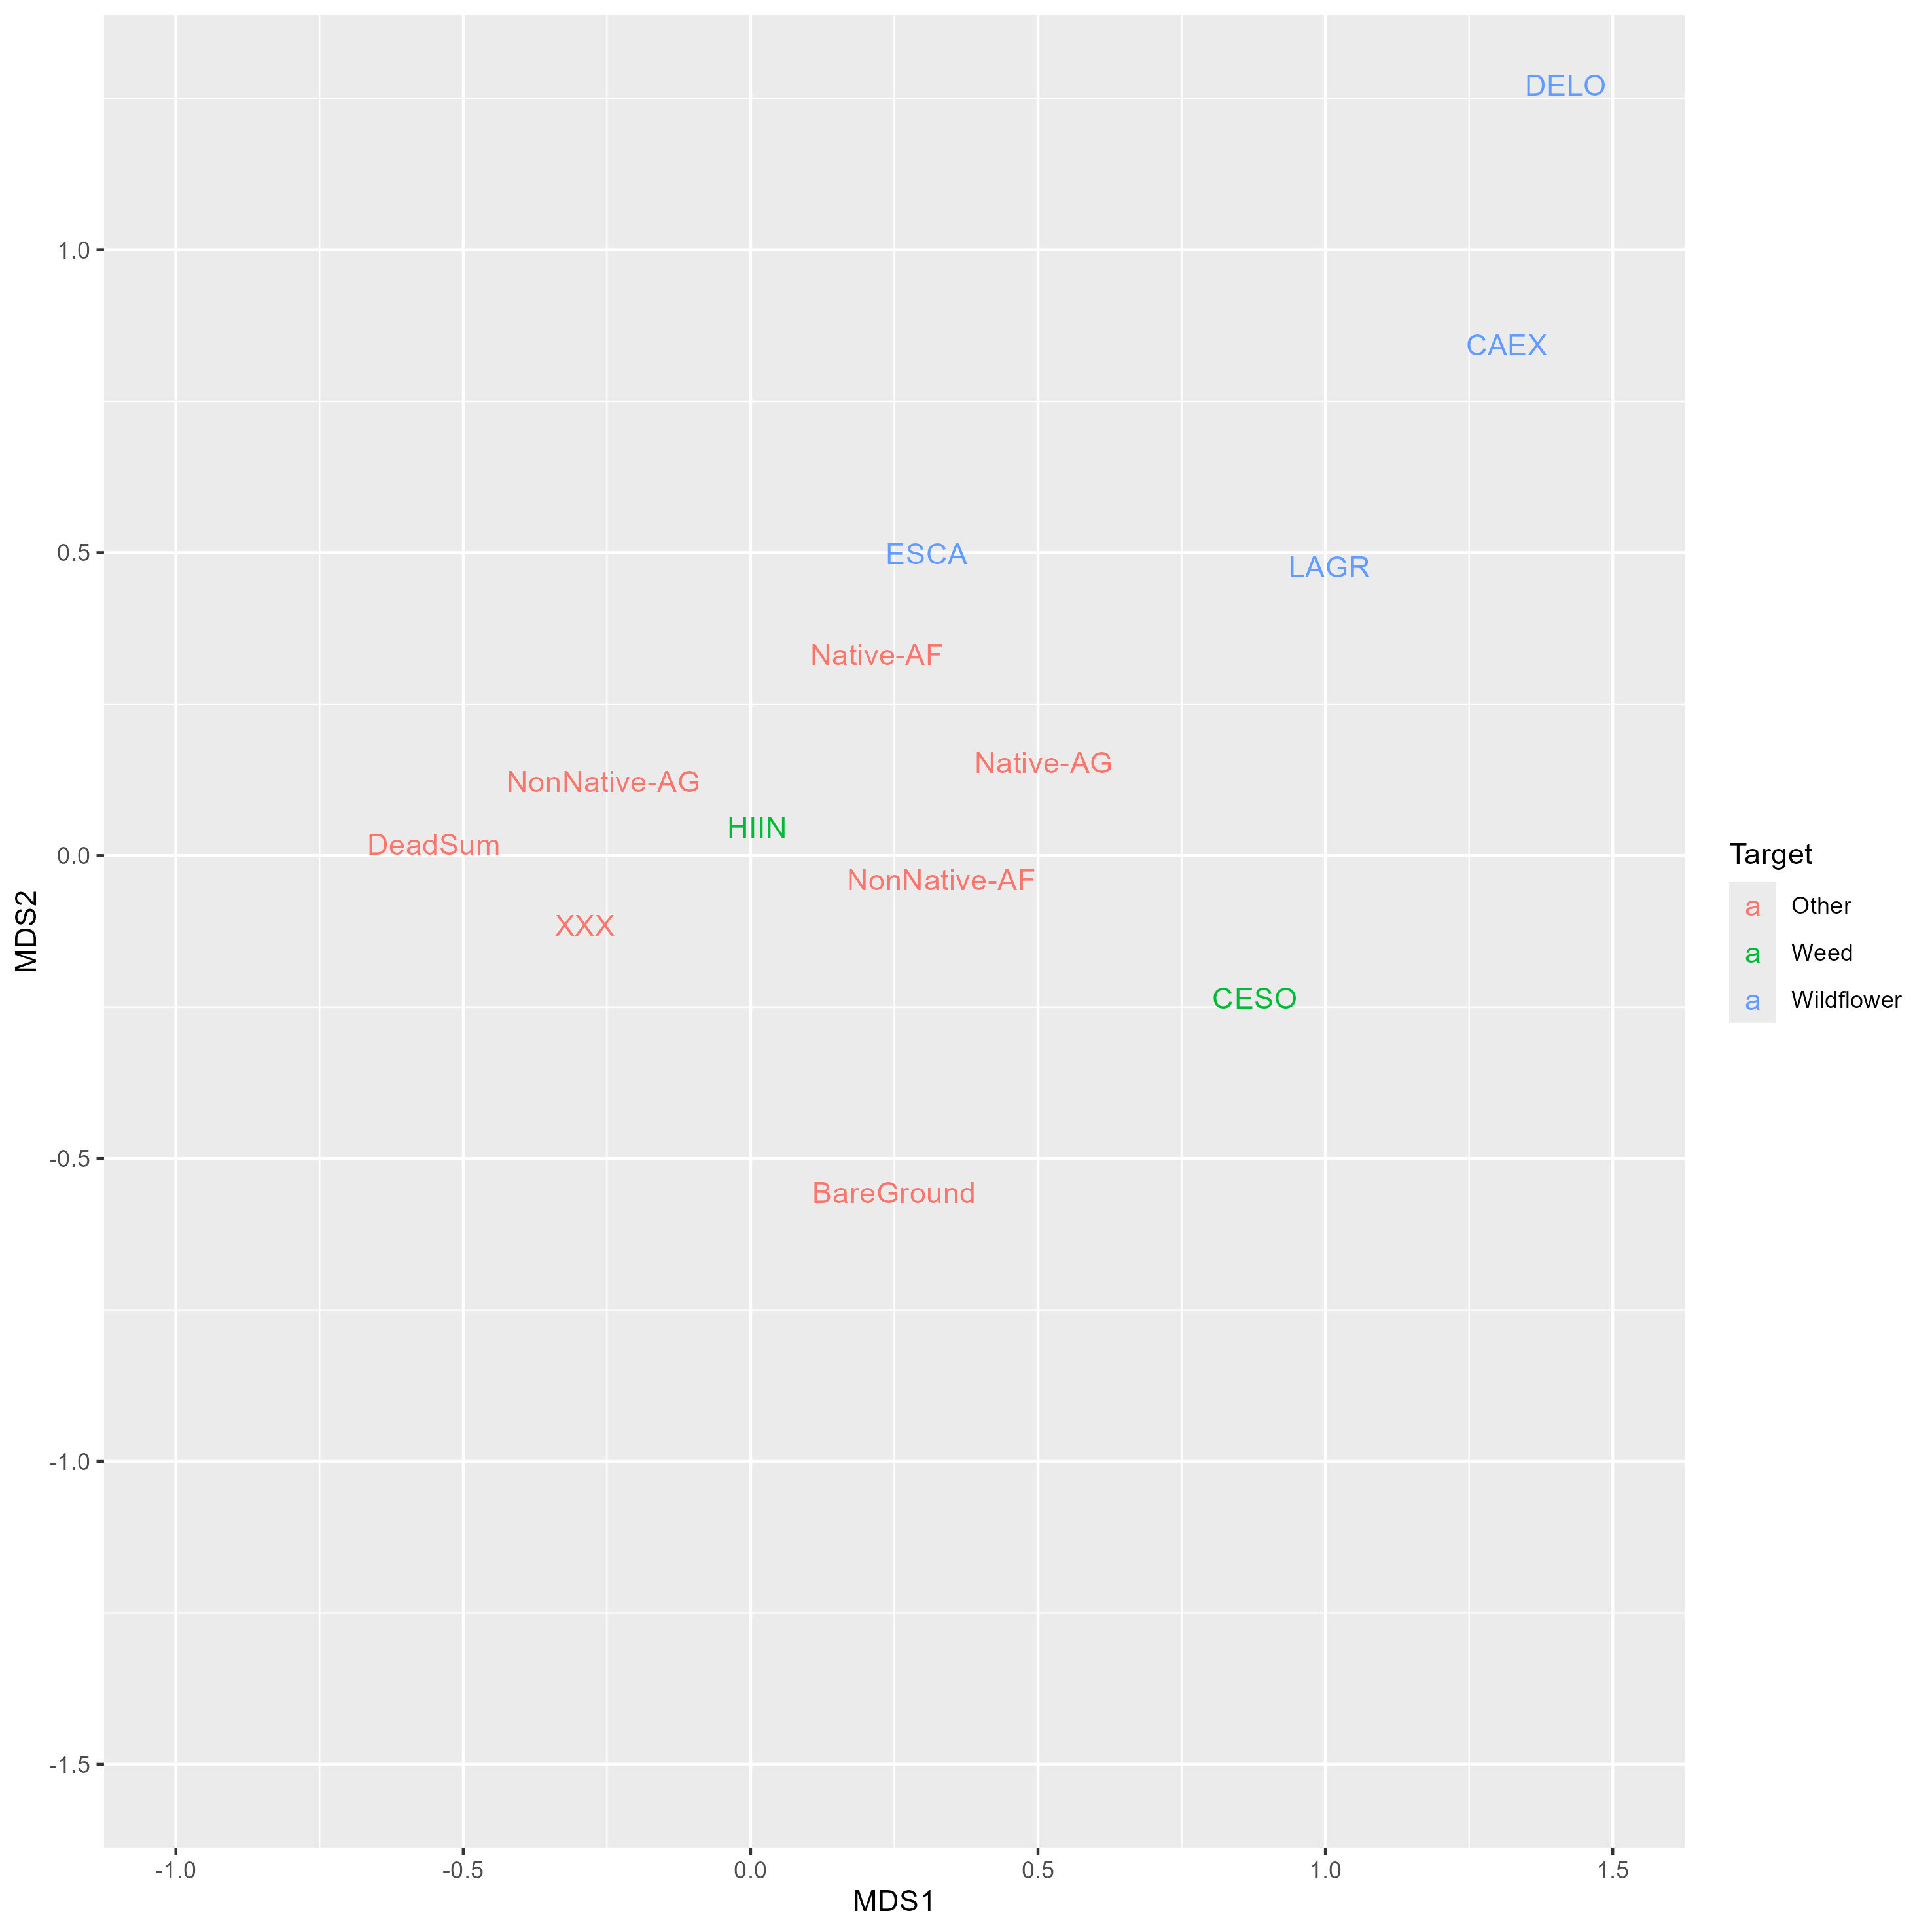 DELO
1.0
CAEX
0.5
ESCA
LAGR
Native-AF
Native-AG
NonNative-AG
HIIN
DeadSum
0.0
NonNative-AF
XXX
MDS2
CESO
-0.5
BareGround
-1.0
-1.5
-1.0 -0.5 0.0 0.5 1.0 1.5
MDS1
Target
a Other
a Weed
a Wildflower